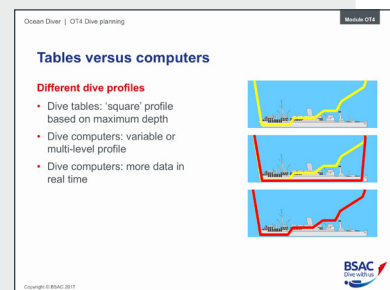 Ocean Diver | OT4 Dive planning
Module OT4
Tables versus computers
Different dive profiles
• Dive tables: 'square' profile
based on maximum depth
• Dive computers: variable or
multi-level profile
• Dive computers: more data in
real time
BSAC
Dive with us
Copyright © BSAC 2017